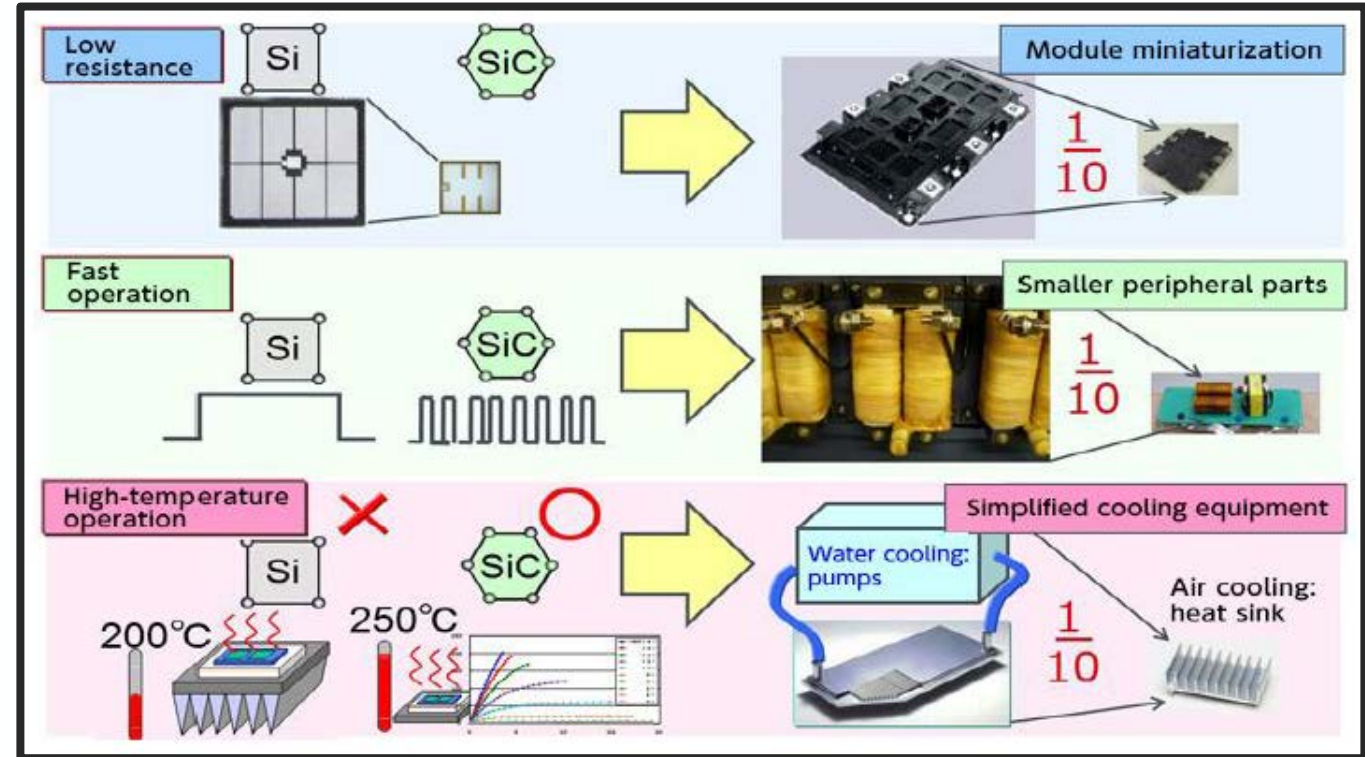 Low
resistance
Si
SiC
Module miniaturization
1
10
Fast
operation
Si
SiC
Smaller peripheral parts
1
10
High-temperature
operation
Si
SiC
200°C
250°C
Simplified cooling equipment
Water cooling:
pumps
1
10
Air cooling:
heat sink